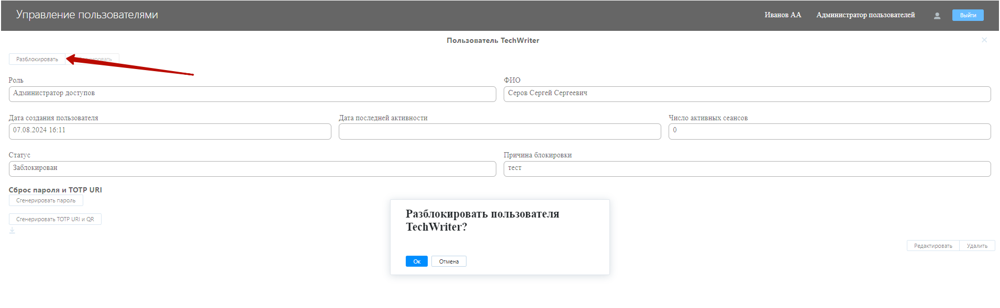 Управление пользователями
Иванов АА Администратор пользователей Выйти
Пользователь TechWriter
Разблокировать
Роль ФИО
Администратор доступов Серов Сергей Сергеевич
Дата создания пользователя Дата последней активности Число активных сеансов
07.08.2024 16:11 0
Статус Причина блокировки
Заблокирован тест
Сброс пароля и TOTP URI
Сгенерировать пароль
Сгенерировать TOTP URI и QR
Разблокировать пользователя
TechWriter?
Ок Отмена
Редактировать Удалить